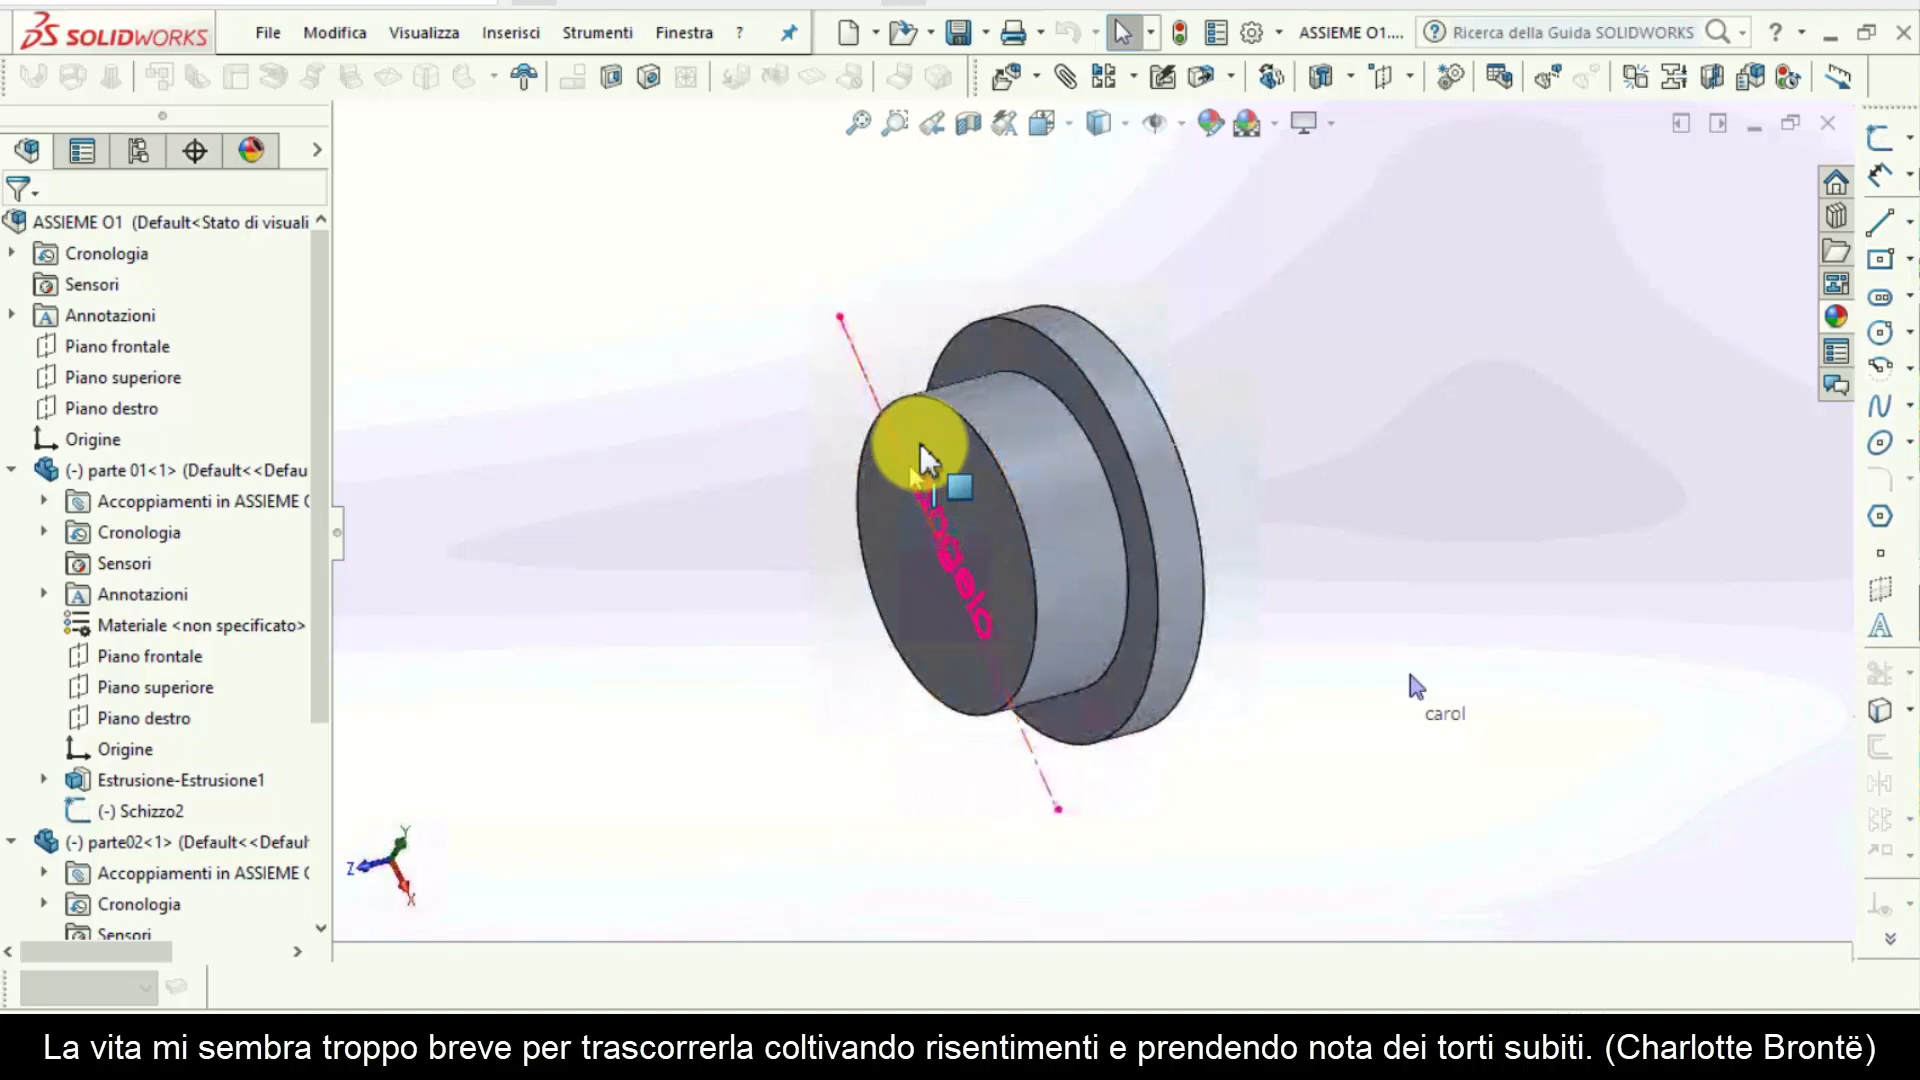 SOLIDWORKS
File
Modifica
Visualizza
Inserisci
Strumenti
Finestra
?
ASSIEME O1....
Ricerca della Guida SOLIDWORKS
?
ASSIEME O1 (Default<Stato di visuali
Cronologia
Sensori
Annotazioni
Piano frontale
Piano superiore
Piano destro
Origine
(-) parte 01<1> (Default<<Defau
Accoppiamenti in ASSIEME O
Cronologia
Sensori
Annotazioni
Materiale <non specificato>
Piano frontale
Piano superiore
Piano destro
Origine
Estrusione-Estrusione1
(-) Schizzo2
(-) parte02<1> (Default<<Default
Accoppiamenti in ASSIEME O
Cronologia
Sensori
carol
Y
Z
X
La vita mi sembra troppo breve per trascorrerla coltivando risentimenti e prendendo nota dei torti subiti. (Charlotte Brontë)